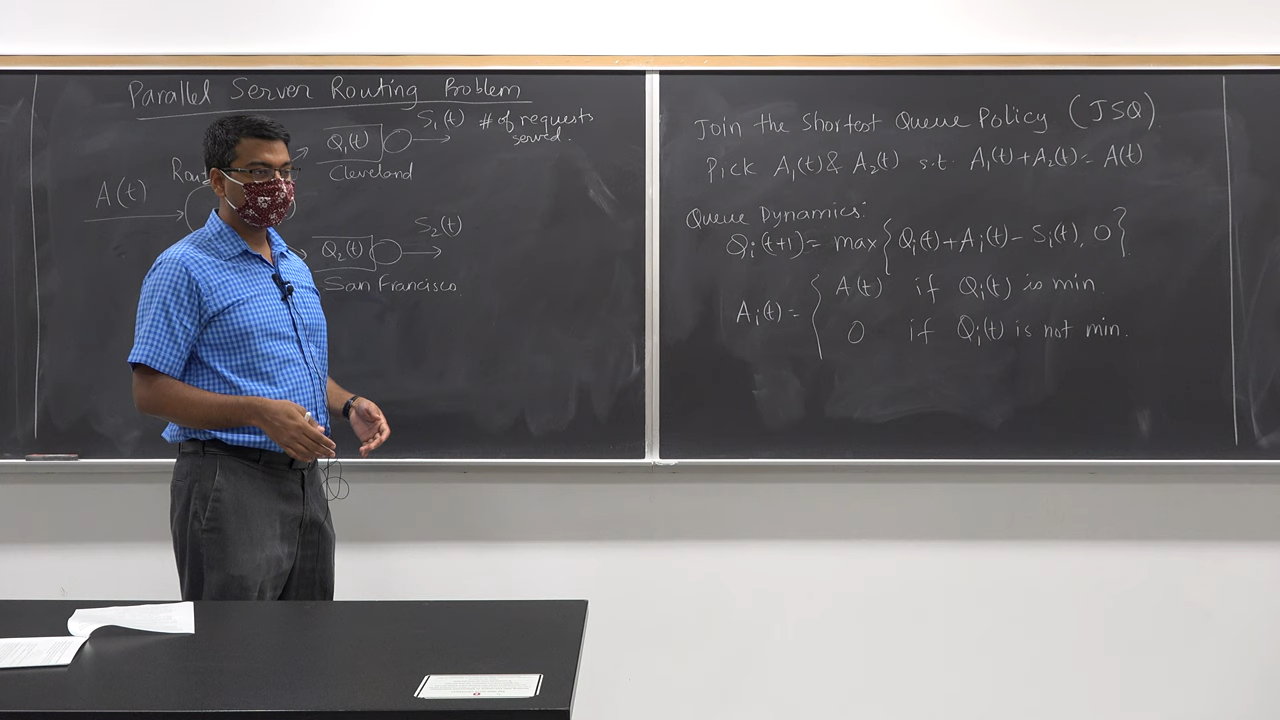 Parallel Server Routing Problem
S₁(t) # of requests
served.
Q₁(t)
Cleveland
A(t)
S₂(t)
Q₂(t)
San Francisco.
Join the Shortest Queue Policy (JSQ)
Pick A₁(t) & A₂(t) s.t. A₁(t)+A₂(t)=A(t)
Queue Dynamics:
Qᵢ(t+1)= max{Qᵢ(t)+Aᵢ(t)-Sᵢ(t), 0}
Aᵢ(t)= { A(t) if Qᵢ(t) is min.
0 if Qᵢ(t) is not min.